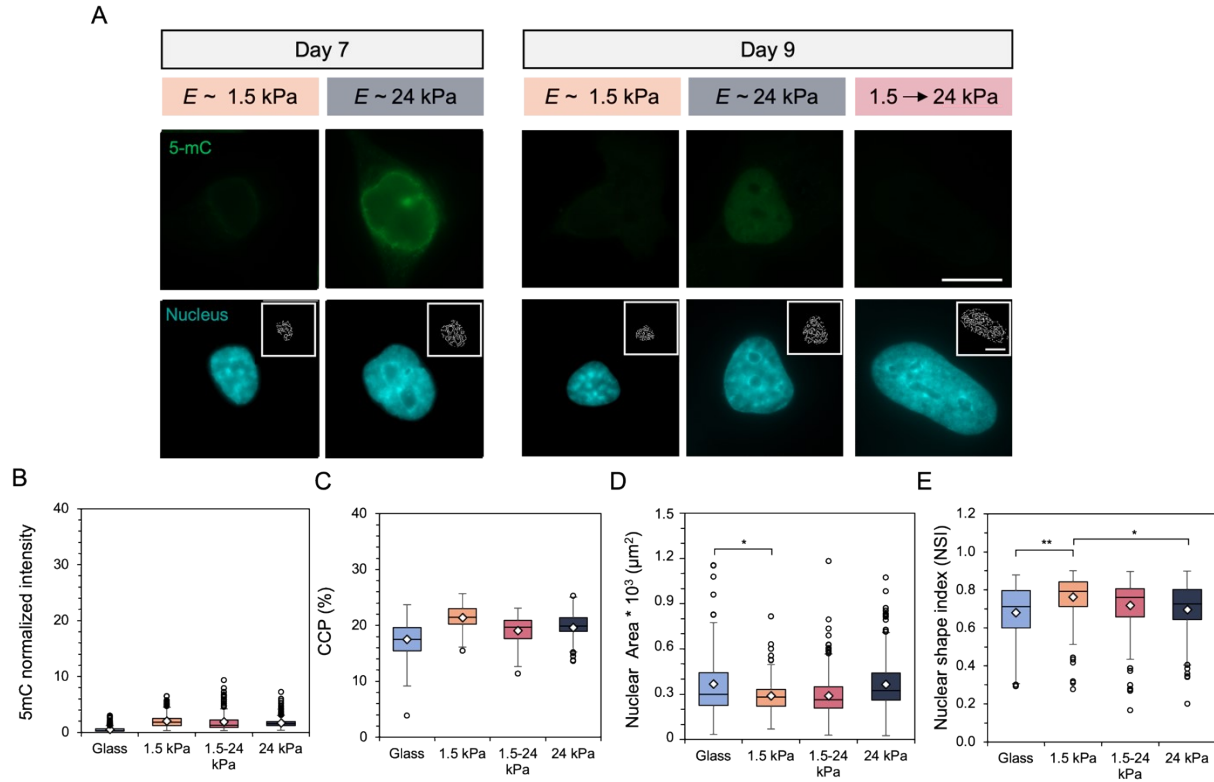 A
Day 7
Day 9
E ~ 1.5 kPa
E ~ 24 kPa
E ~ 1.5 kPa
E ~ 24 kPa
1.5 → 24 kPa
5-mC
Nucleus
B
C
D
E
5mC normalized intensity
40
30
20
10
0
Glass
1.5 kPa
1.5-24
kPa
24 kPa
CCP (%)
40
30
20
10
0
Glass
1.5 kPa
1.5-24
kPa
24 kPa
Nuclear Area * 10³ (µm²)
1.5
1.2
0.9
0.6
0.3
0
*
Glass
1.5 kPa
1.5-24
kPa
24 kPa
Nuclear shape index (NSI)
1.2
1.0
0.8
0.6
0.4
0.2
0.0
**
*
Glass
1.5 kPa
1.5-24
kPa
24 kPa